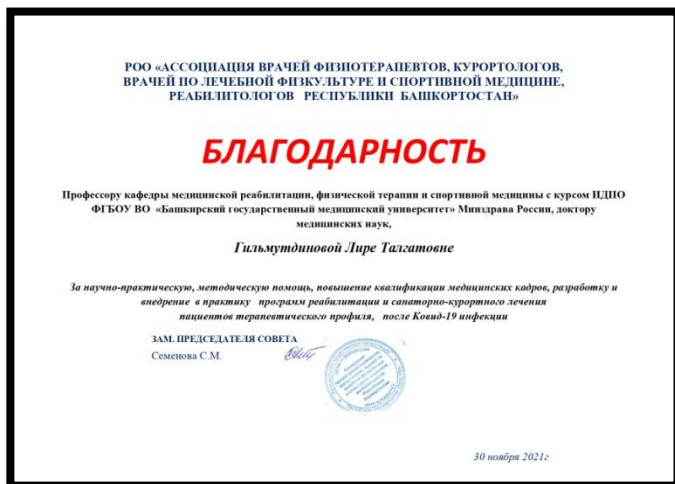 РОО «АССОЦИАЦИЯ ВРАЧЕЙ ФИЗИОТЕРАПЕВТОВ, КУРОРТОЛОГОВ,
ВРАЧЕЙ ПО ЛЕЧЕБНОЙ ФИЗКУЛЬТУРЕ И СПОРТИВНОЙ МЕДИЦИНЕ,
РЕАБИЛИТОЛОГОВ РЕСПУБЛИКИ БАШКОРТОСТАН»
БЛАГОДАРНОСТЬ
Профессору кафедры медицинской реабилитации, физической терапии и спортивной медицины с курсом ИДПО
ФГБОУ ВО «Башкирский государственный медицинский университет» Минздрава России, доктору
медицинских наук,
Гильмутдиновой Лире Талгатовне
За научно-практическую, методическую помощь, повышение квалификации медицинских кадров, разработку и
внедрение в практику программ реабилитации и санаторно-курортного лечения
пациентов терапевтического профиля, после Ковид-19 инфекции
ЗАМ. ПРЕДСЕДАТЕЛЯ СОВЕТА
Семенова С.М.
30 ноября 2021г